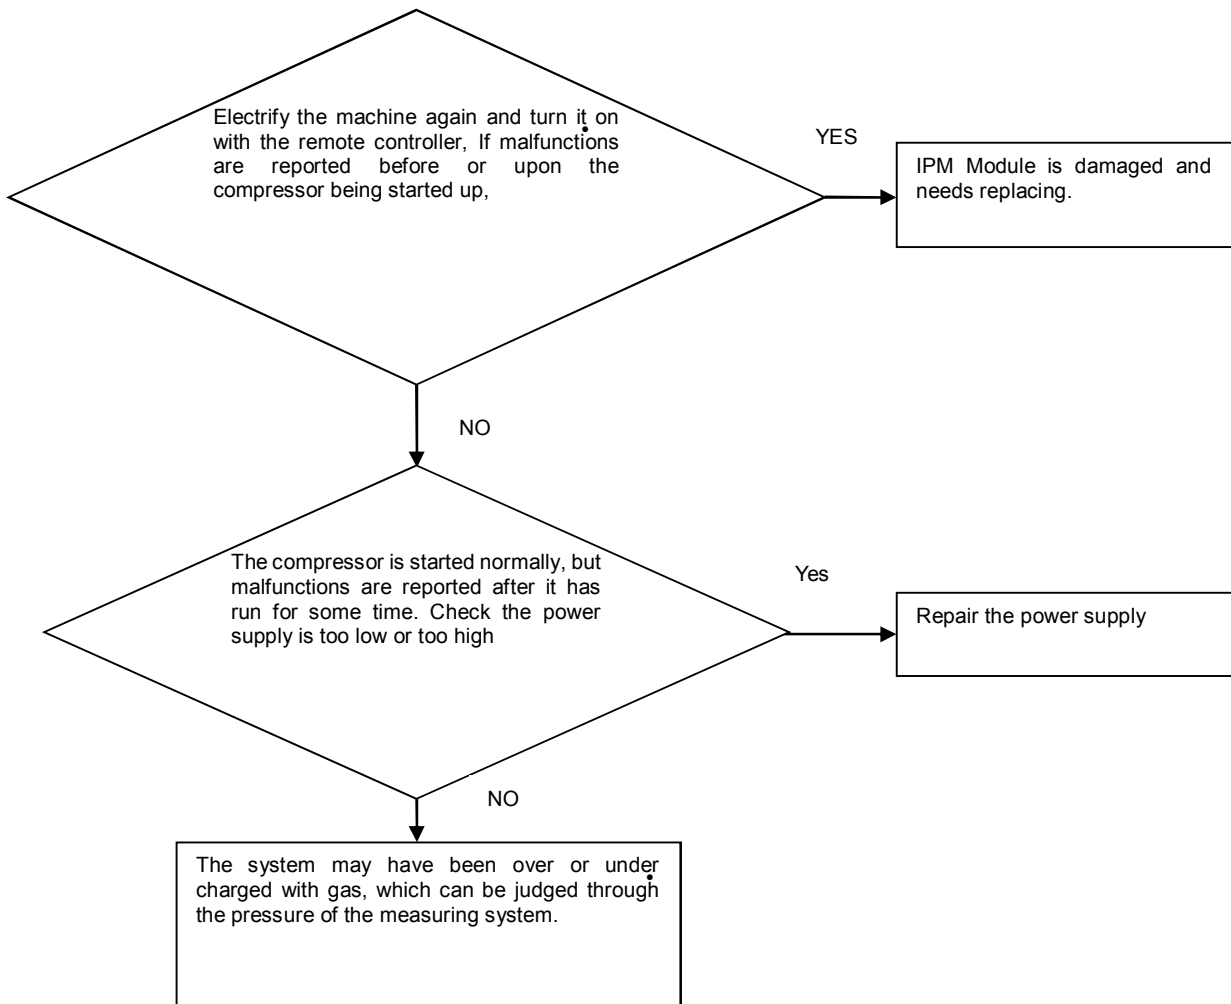 Electrify the machine again and turn it on
with the remote controller, If malfunctions
are reported before or upon the
compressor being started up,
YES
IPM Module is damaged and
needs replacing.
NO
The compressor is started normally, but
malfunctions are reported after it has
run for some time. Check the power
supply is too low or too high
Yes
Repair the power supply
NO
The system may have been over or under
charged with gas, which can be judged through
the pressure of the measuring system.